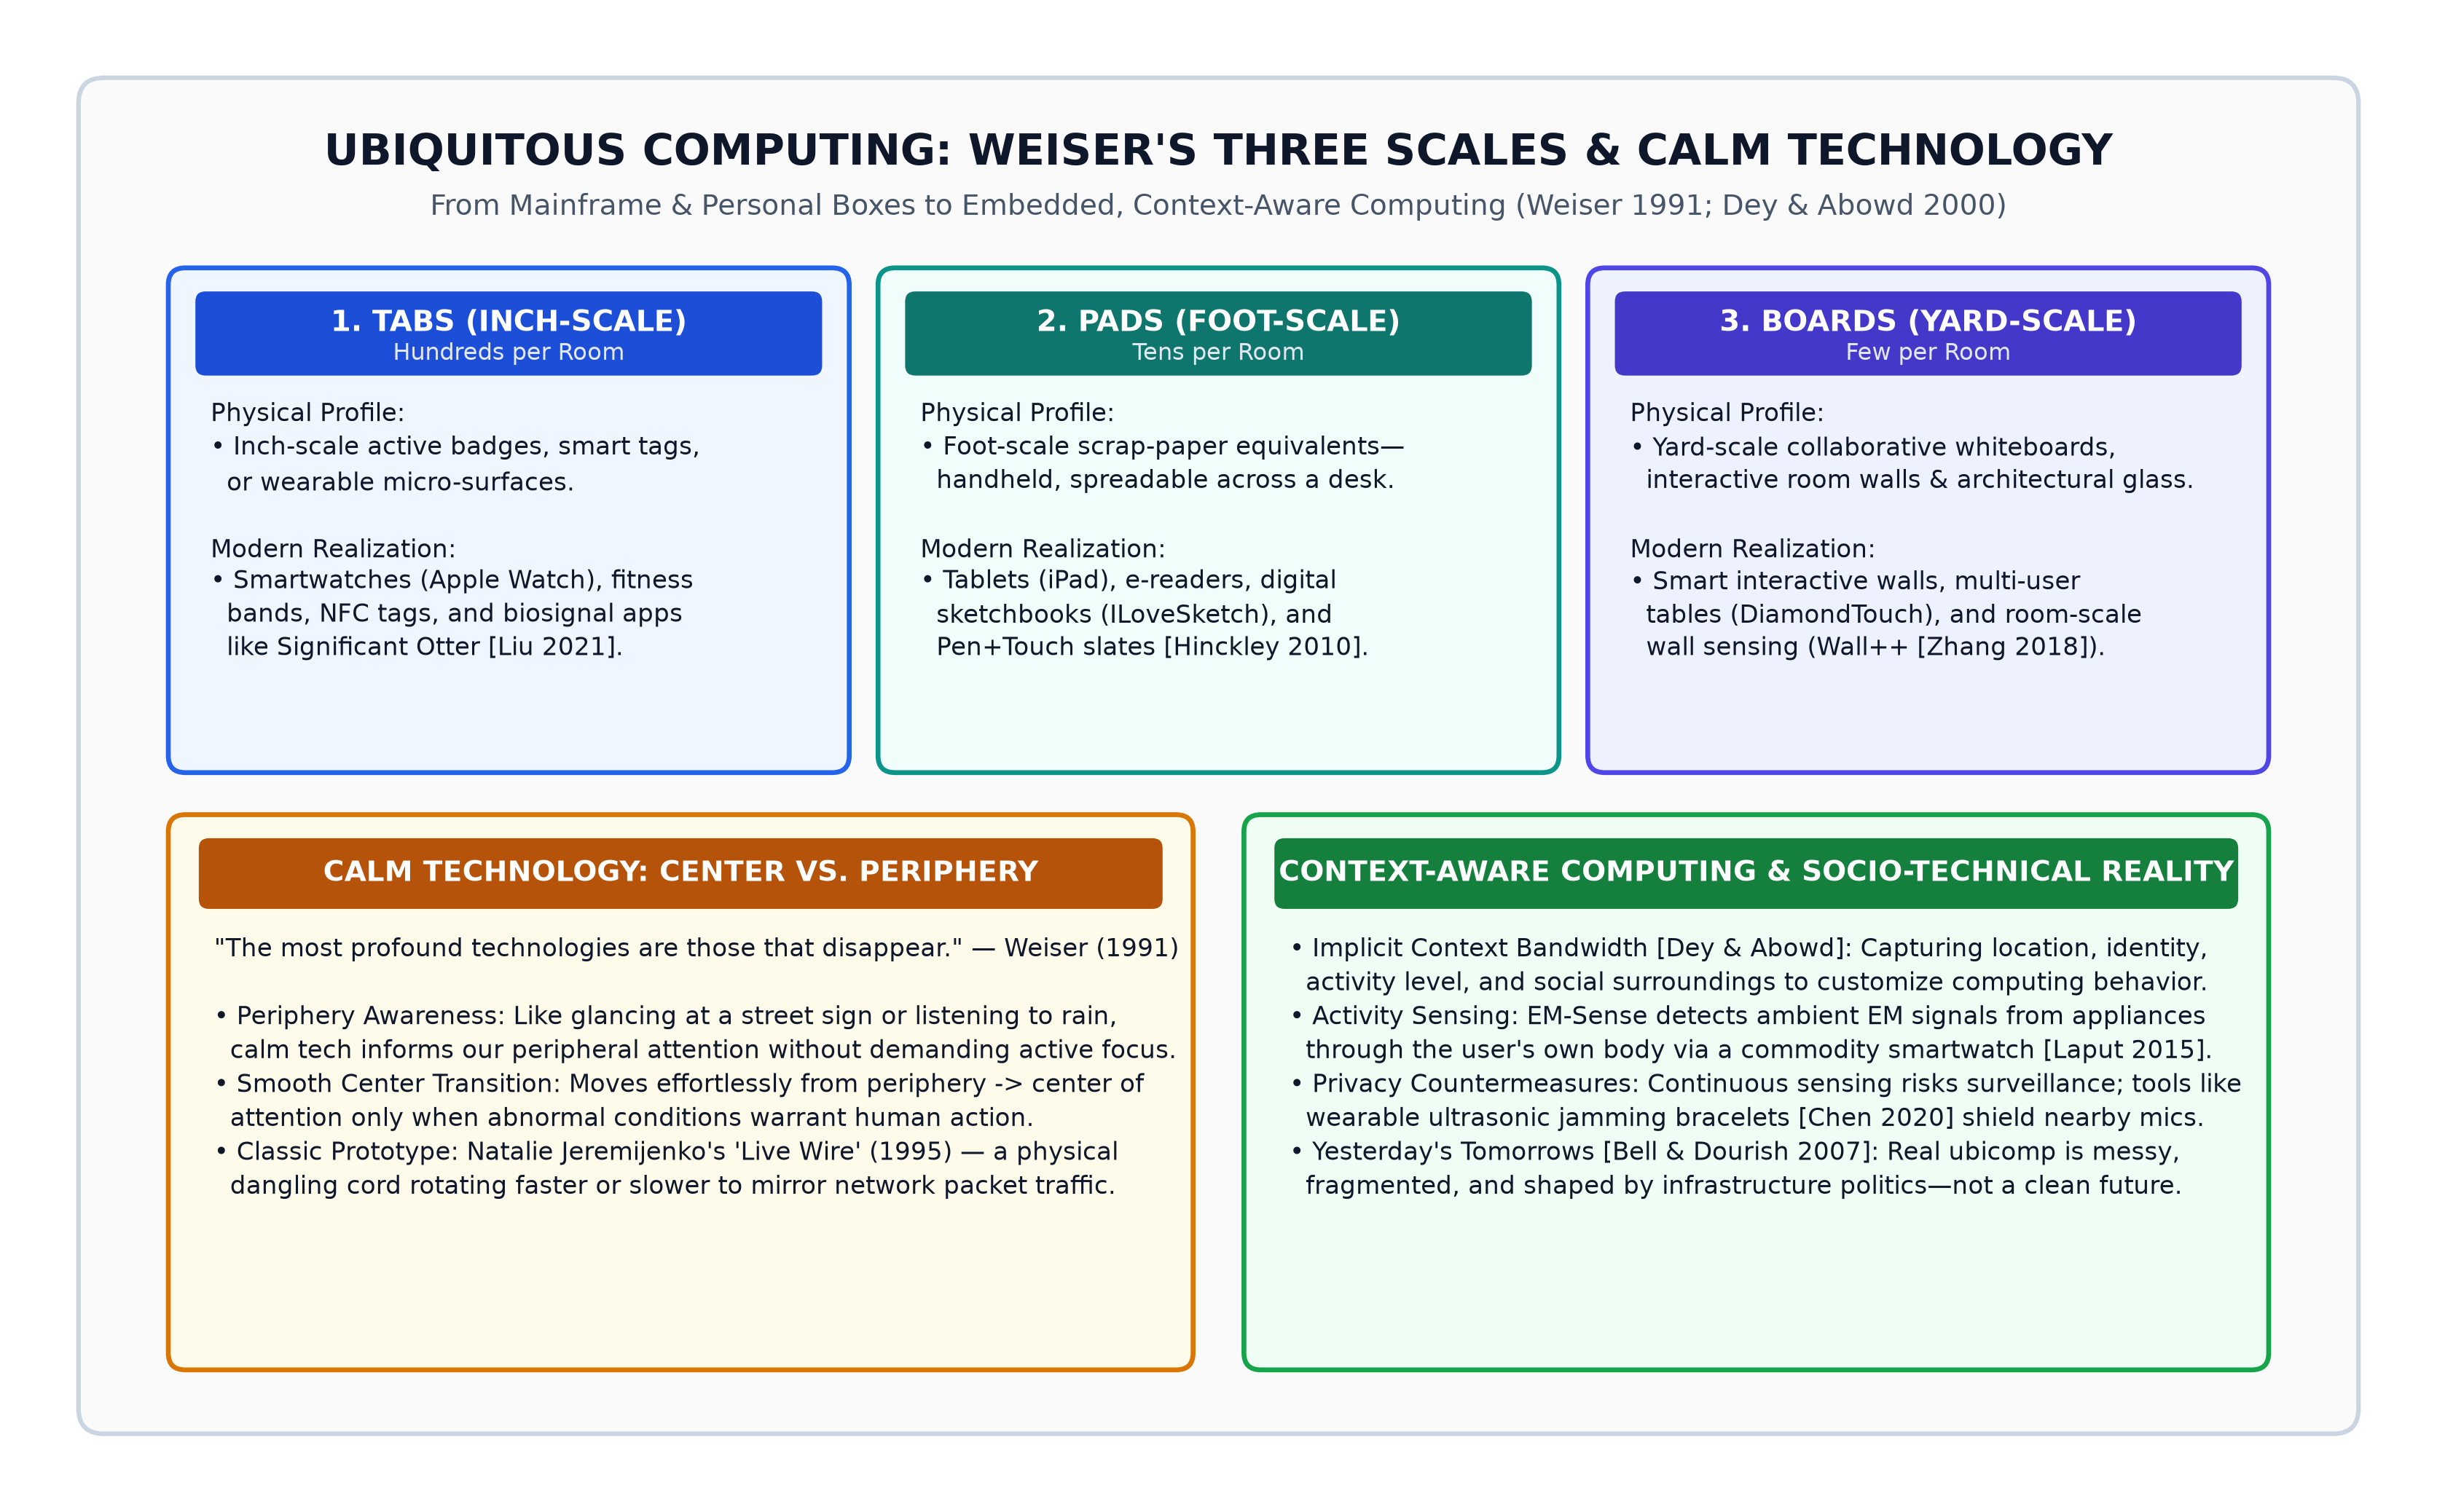 UBIQUITOUS COMPUTING: WEISER'S THREE SCALES & CALM TECHNOLOGY
From Mainframe & Personal Boxes to Embedded, Context-Aware Computing (Weiser 1991; Dey & Abowd 2000)
1. TABS (INCH-SCALE)
Hundreds per Room
Physical Profile:
• Inch-scale active badges, smart tags,
or wearable micro-surfaces.
Modern Realization:
• Smartwatches (Apple Watch), fitness
bands, NFC tags, and biosignal apps
like Significant Otter [Liu 2021].
2. PADS (FOOT-SCALE)
Tens per Room
Physical Profile:
• Foot-scale scrap-paper equivalents—
handheld, spreadable across a desk.
Modern Realization:
• Tablets (iPad), e-readers, digital
sketchbooks (ILoveSketch), and
Pen+Touch slates [Hinckley 2010].
3. BOARDS (YARD-SCALE)
Few per Room
Physical Profile:
• Yard-scale collaborative whiteboards,
interactive room walls & architectural glass.
Modern Realization:
• Smart interactive walls, multi-user
tables (DiamondTouch), and room-scale
wall sensing (Wall++ [Zhang 2018]).
CALM TECHNOLOGY: CENTER VS. PERIPHERY
"The most profound technologies are those that disappear." — Weiser (1991)
• Periphery Awareness: Like glancing at a street sign or listening to rain,
calm tech informs our peripheral attention without demanding active focus.
• Smooth Center Transition: Moves effortlessly from periphery -> center of
attention only when abnormal conditions warrant human action.
• Classic Prototype: Natalie Jeremijenko's 'Live Wire' (1995) — a physical
dangling cord rotating faster or slower to mirror network packet traffic.
CONTEXT-AWARE COMPUTING & SOCIO-TECHNICAL REALITY
• Implicit Context Bandwidth [Dey & Abowd]: Capturing location, identity,
activity level, and social surroundings to customize computing behavior.
• Activity Sensing: EM-Sense detects ambient EM signals from appliances
through the user's own body via a commodity smartwatch [Laput 2015].
• Privacy Countermeasures: Continuous sensing risks surveillance; tools like
wearable ultrasonic jamming bracelets [Chen 2020] shield nearby mics.
• Yesterday's Tomorrows [Bell & Dourish 2007]: Real ubicomp is messy,
fragmented, and shaped by infrastructure politics—not a clean future.